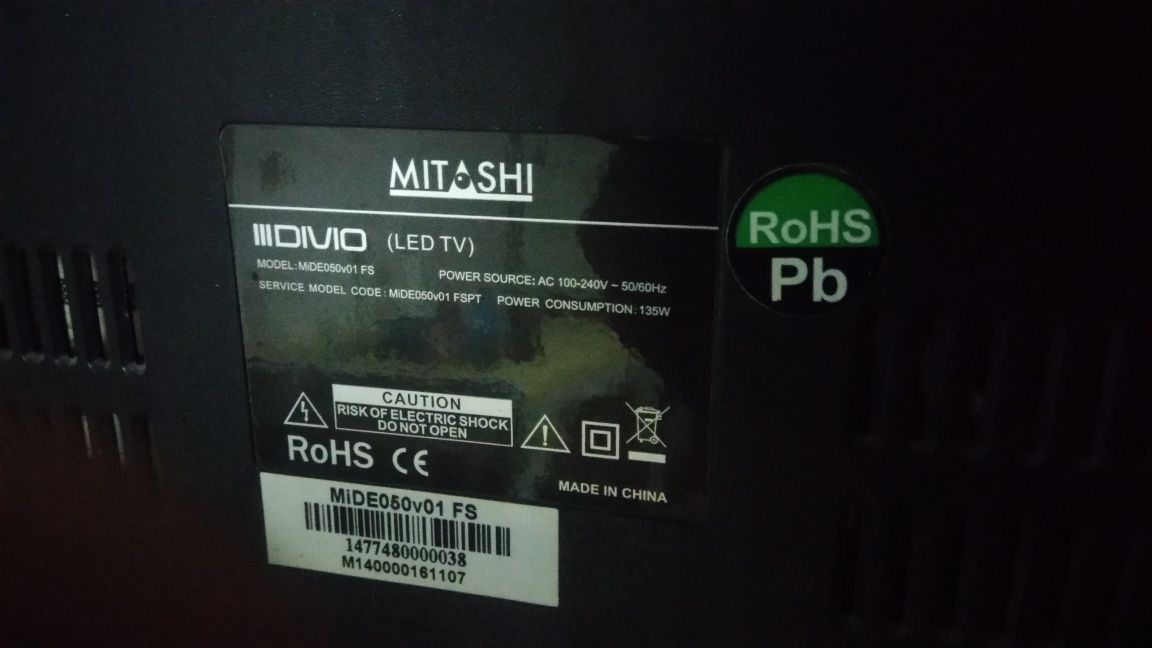 MITASHI
DIVIO (LED TV)
MODEL: MiDE050v01 FS
POWER SOURCE: AC 100-240V ~ 50/60Hz
SERVICE MODEL CODE : MiDE050v01 FSPT
POWER CONSUMPTION : 135W
CAUTION
RISK OF ELECTRIC SHOCK
DO NOT OPEN
RoHS CE
MADE IN CHINA
MiDE050v01 FS
1477480000038
M140000161107
RoHS
Pb